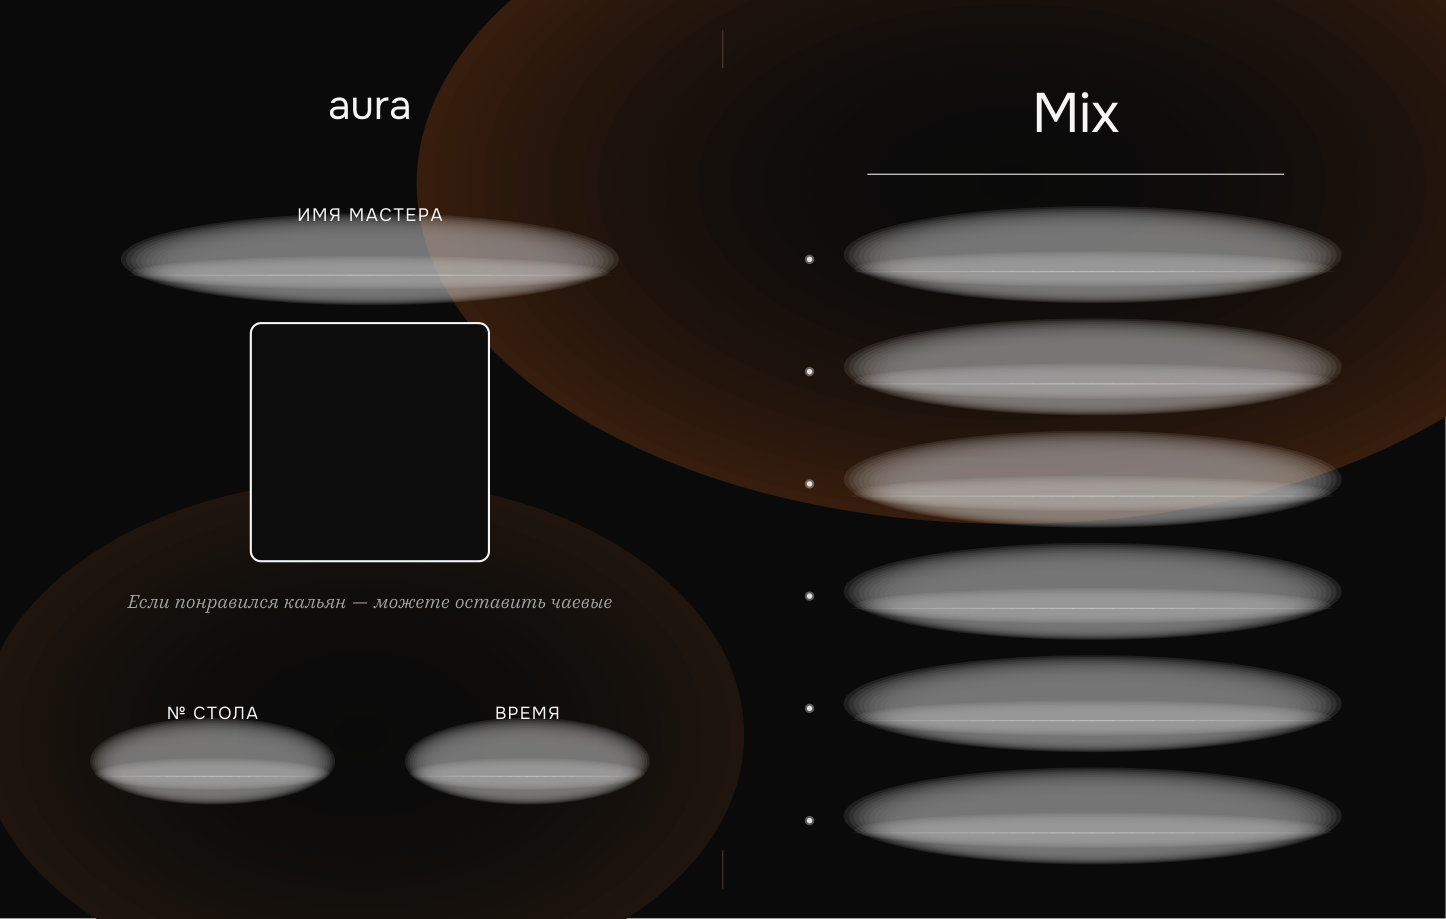 aura
ИМЯ МАСТЕРА
Если понравился кальян — можете оставить чаевые
№ СТОЛА
ВРЕМЯ
Mix